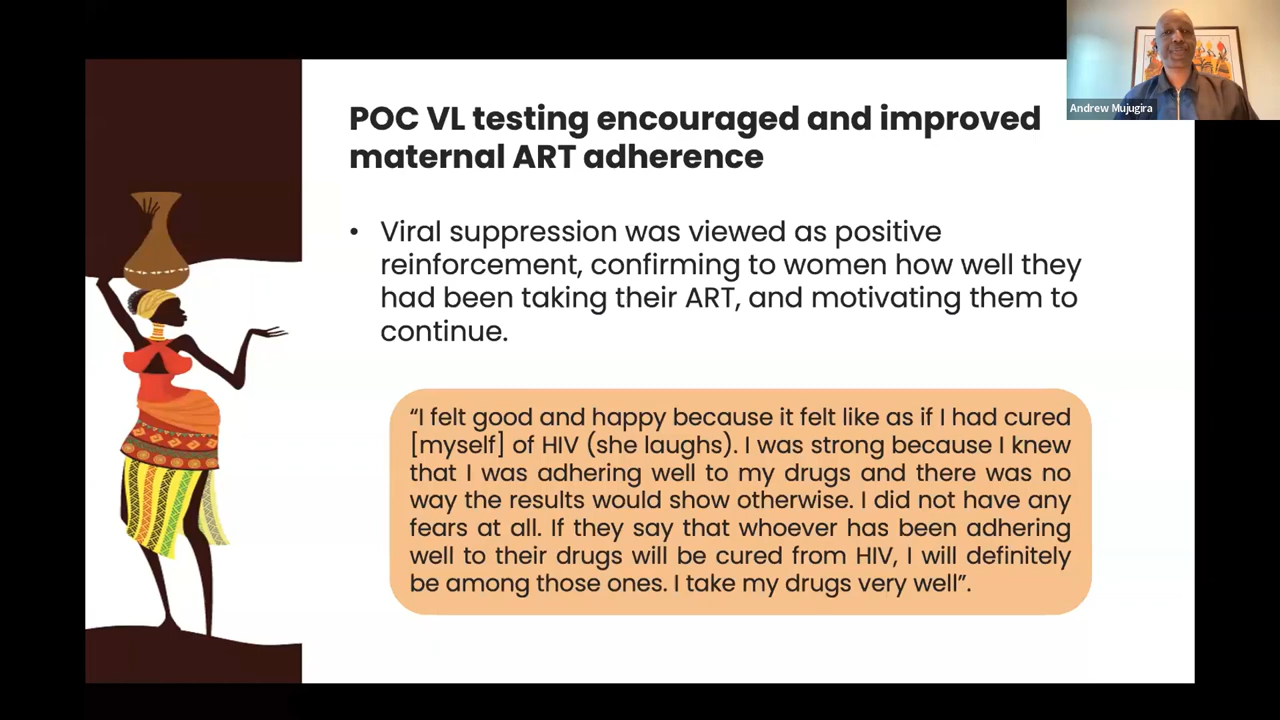 Andrew Mujugira
POC VL testing encouraged and improved
maternal ART adherence
• Viral suppression was viewed as positive
reinforcement, confirming to women how well they
had been taking their ART, and motivating them to
continue.
“I felt good and happy because it felt like as if I had cured
[myself] of HIV (she laughs). I was strong because I knew
that I was adhering well to my drugs and there was no
way the results would show otherwise. I did not have any
fears at all. If they say that whoever has been adhering
well to their drugs will be cured from HIV, I will definitely
be among those ones. I take my drugs very well”.